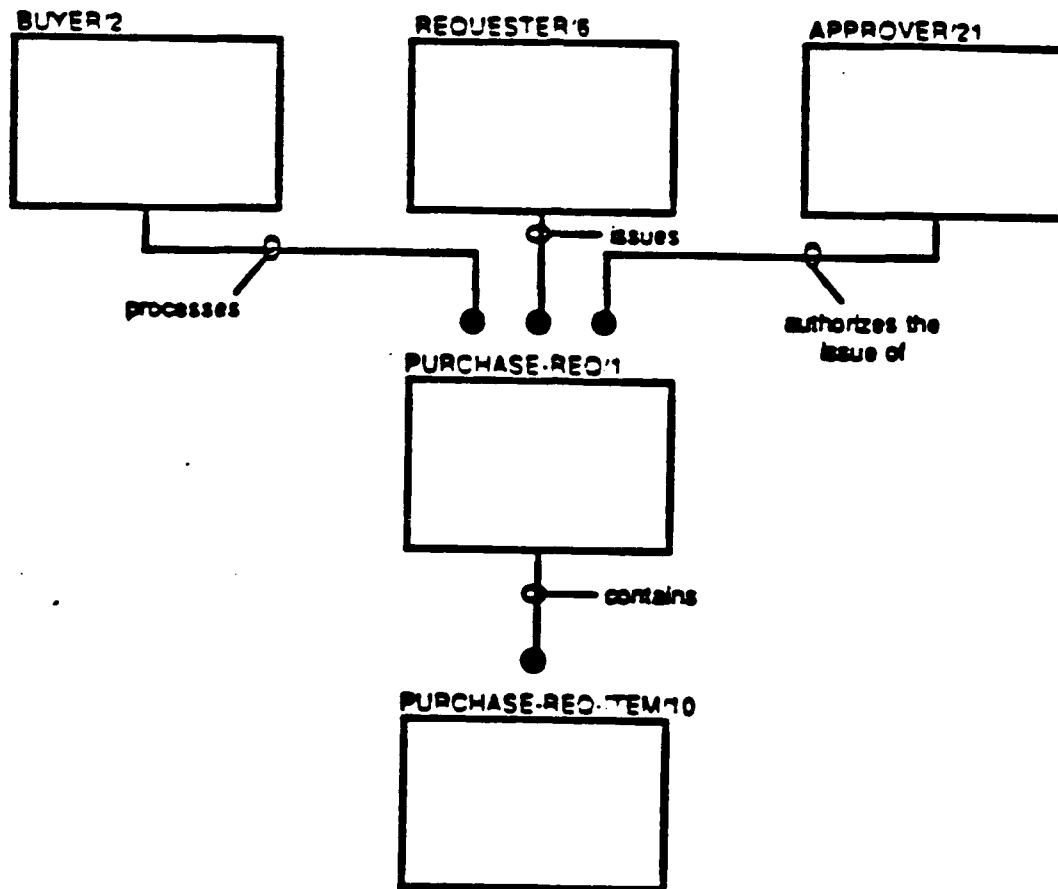 BUYER/2
REQUESTER/6
APPROVER/21
issues
processes
authorizes the
issue of
PURCHASE-REQ/1
contains
PURCHASE-REQ-ITEM/10